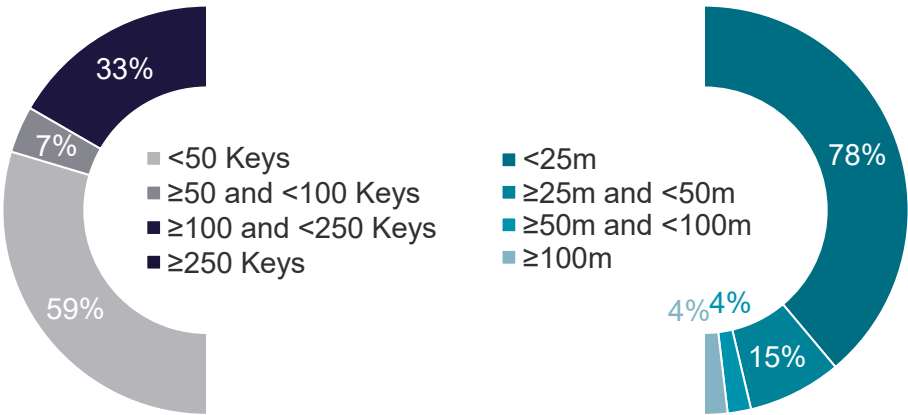 33%
7%
59%
<50 Keys
≥50 and <100 Keys
≥100 and <250 Keys
≥250 Keys
<25m
≥25m and <50m
≥50m and <100m
≥100m
78%
15%
4%
4%